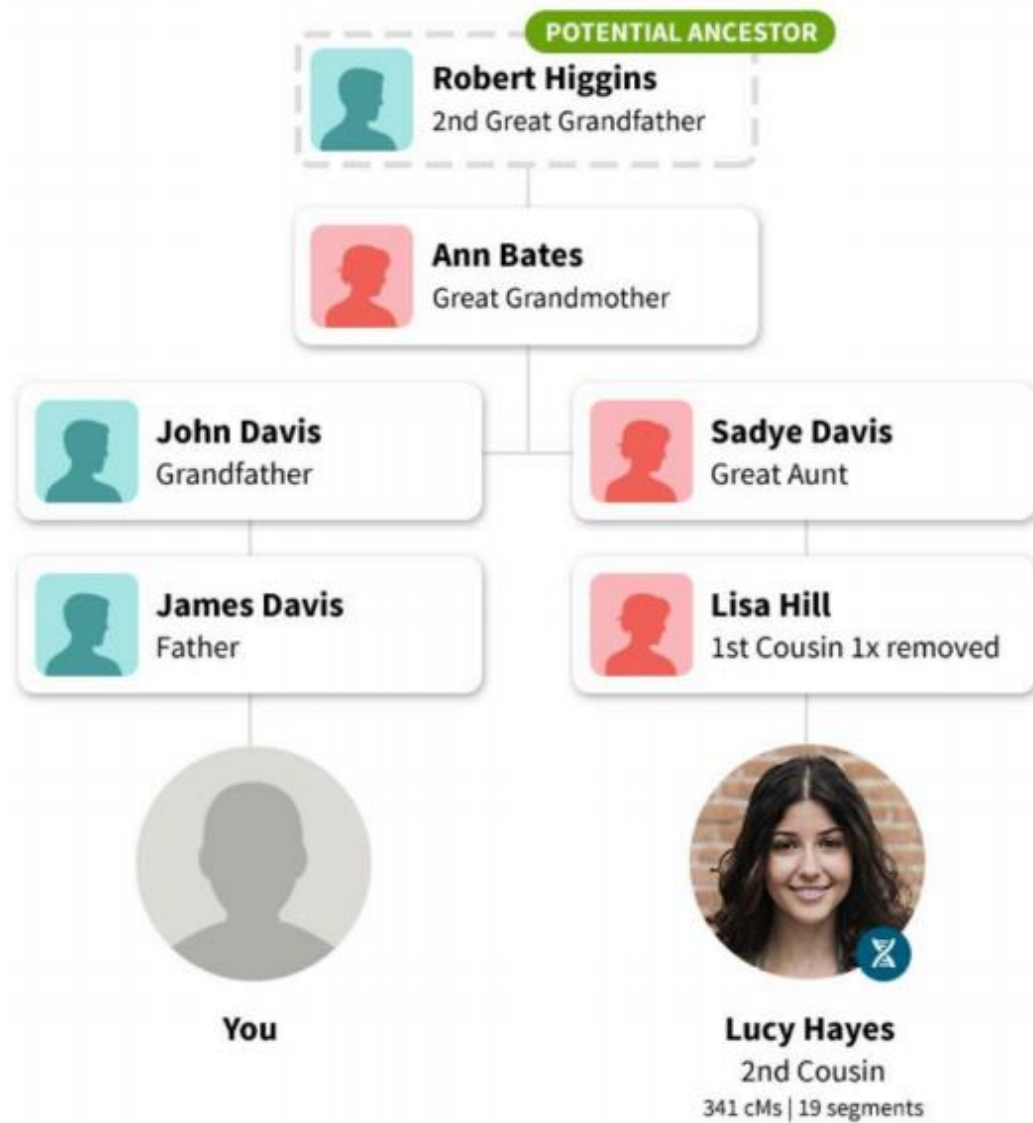 POTENTIAL ANCESTOR
Robert Higgins
2nd Great Grandfather
Ann Bates
Great Grandmother
John Davis
Grandfather
Sadye Davis
Great Aunt
James Davis
Father
Lisa Hill
1st Cousin 1x removed
You
Lucy Hayes
2nd Cousin
341 cMs | 19 segments